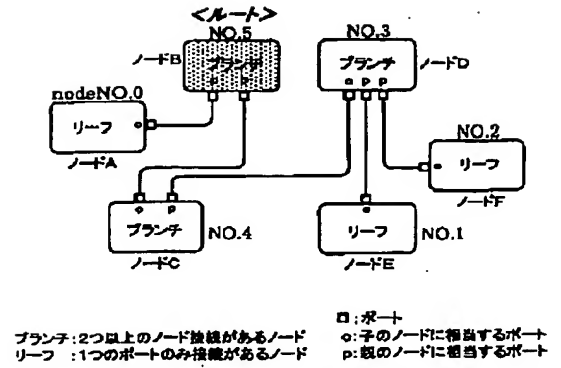 <ルート>
NO.5
NO.3
ノードB
ブランチ
p p
ブランチ
ノードD
o p p
nodeNO.0
リーフ o
ノードA
NO.2
o リーフ
ノードF
o p
ブランチ
NO.4
ノードC
o
リーフ
NO.1
ノードE
ブランチ:2つ以上のノード接続があるノード
リーフ :1つのポートのみ接続があるノード
□:ポート
o:子のノードに相当するポート
p:親のノードに相当するポート